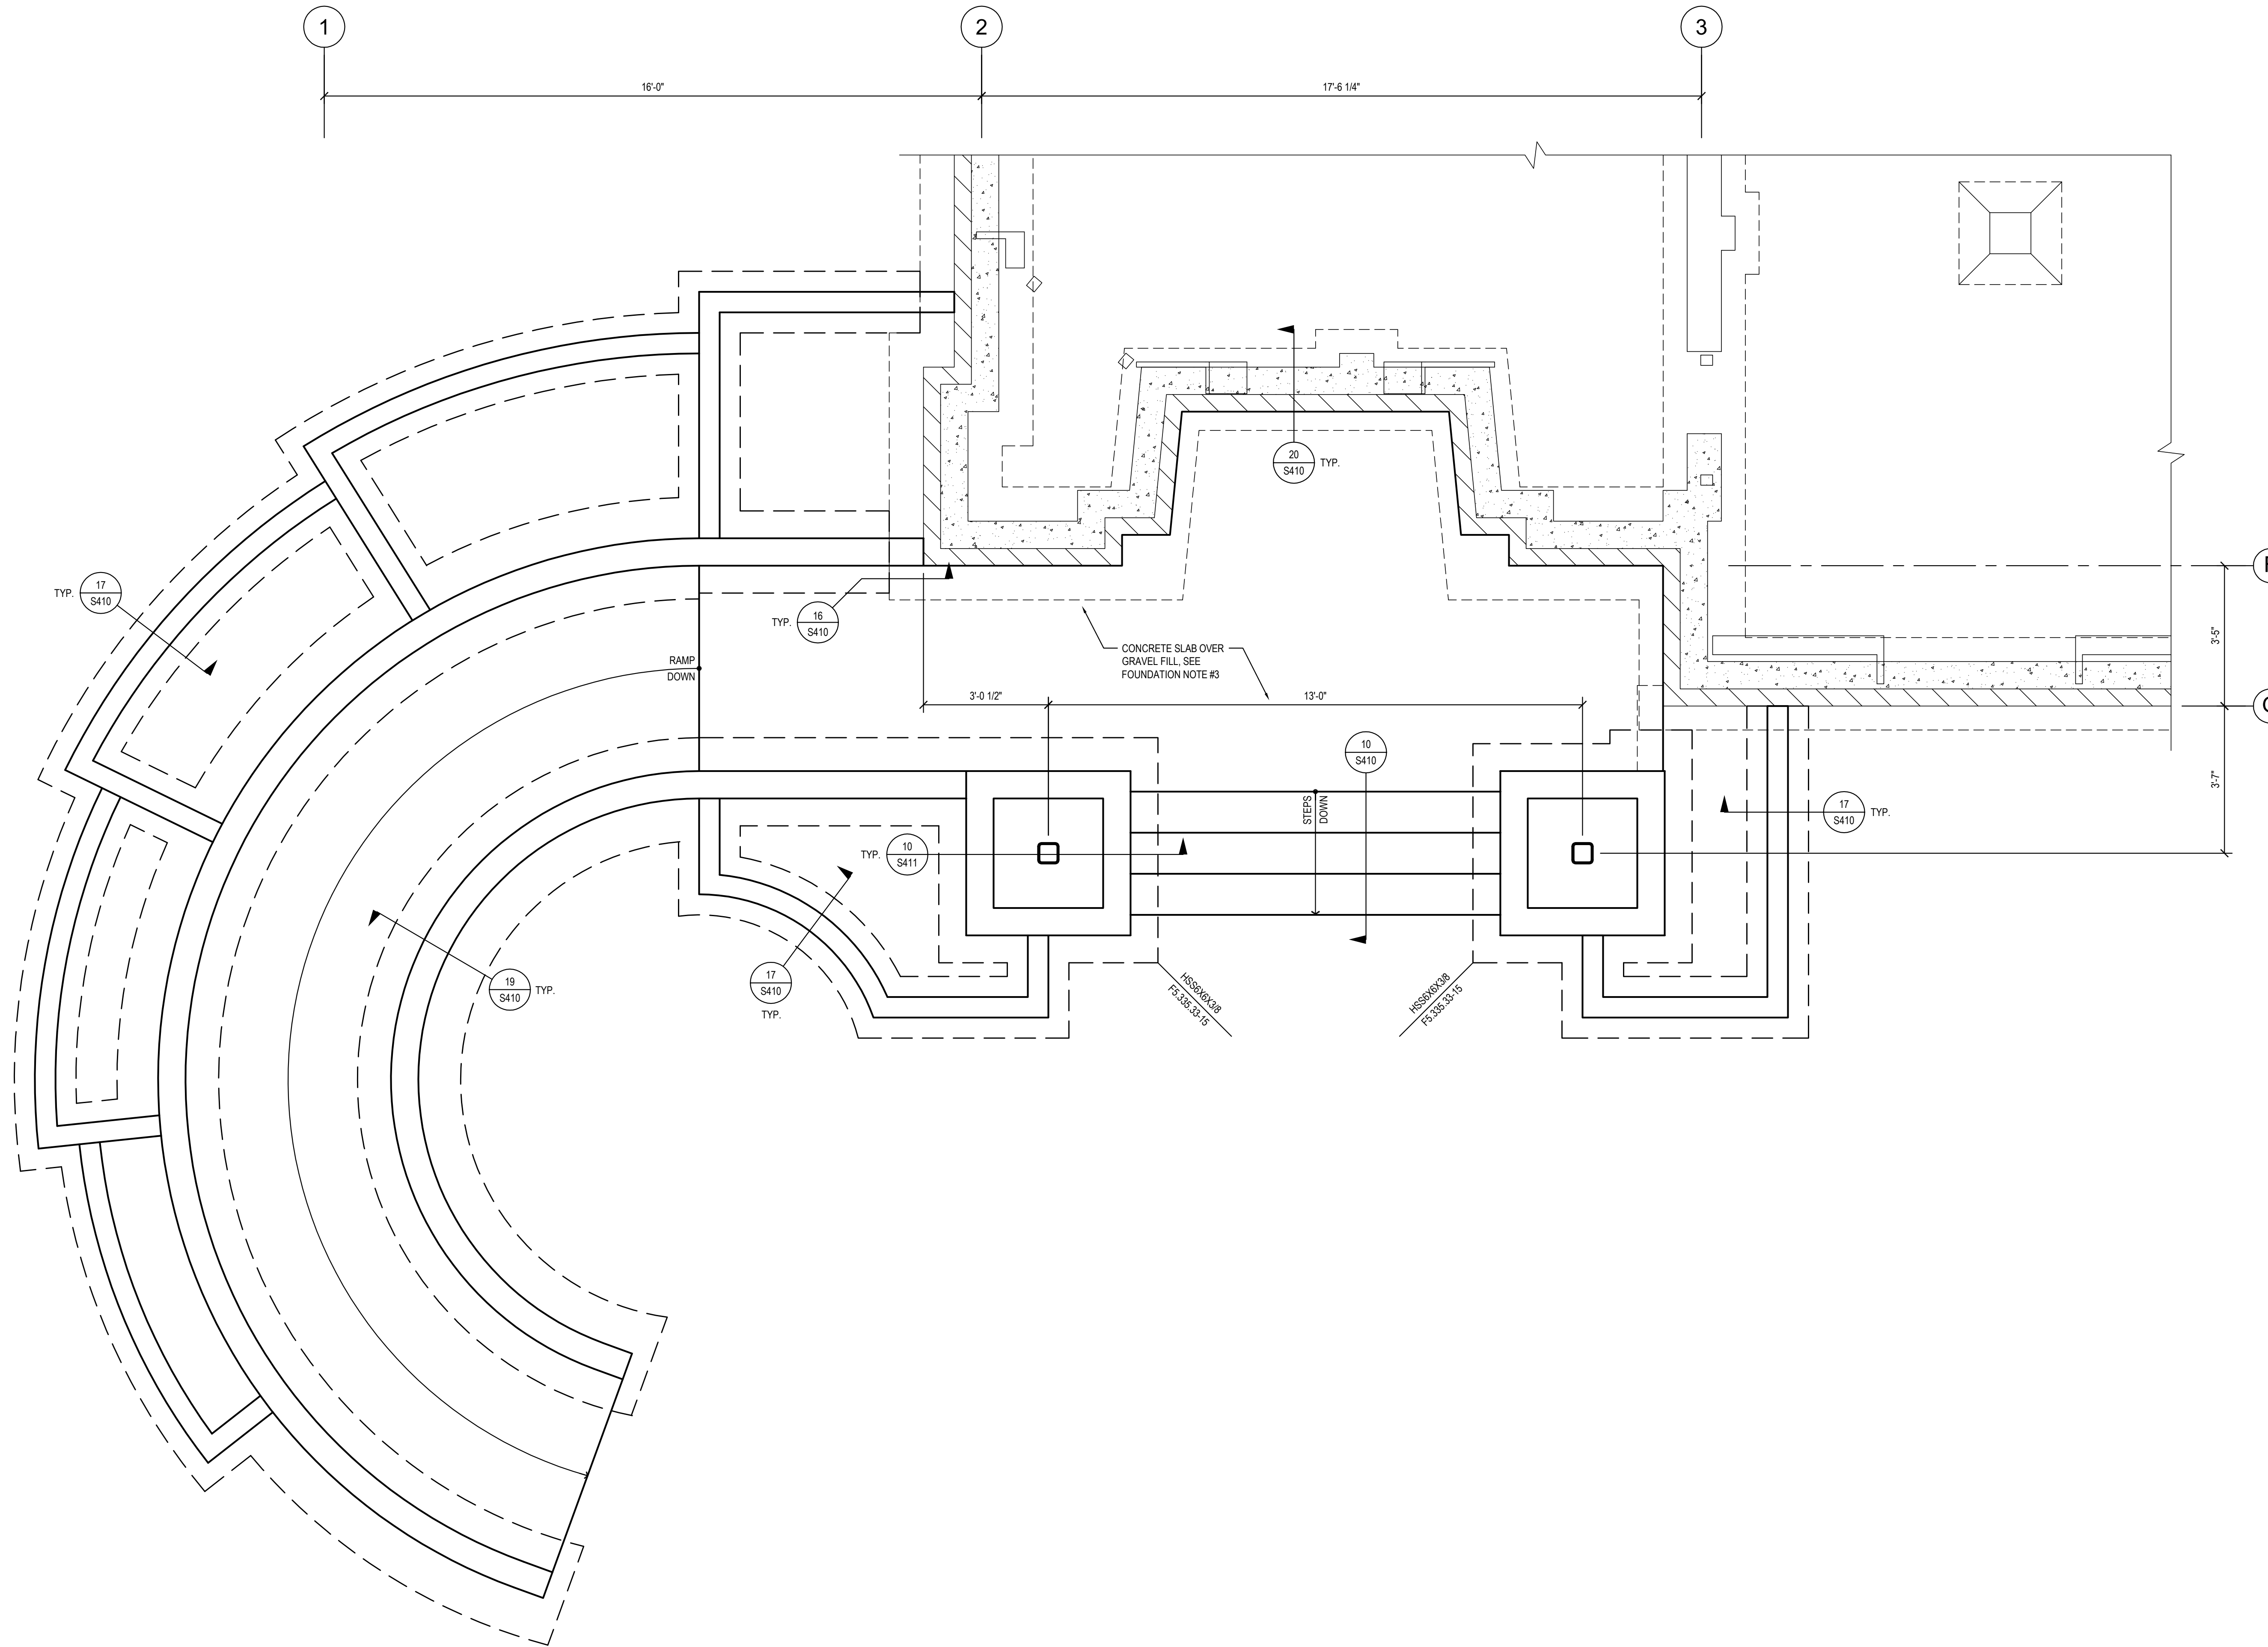 1
2
3
16'-0"
17'-6 1/4"
20
S410
TYP.
TYP.
17
S410
TYP.
16
S410
3'-5"
RAMP
DOWN
CONCRETE SLAB OVER
GRAVEL FILL, SEE
FOUNDATION NOTE #3
3'-0 1/2"
13'-0"
10
S410
3'-7"
STEPS
DOWN
17
S410
TYP.
TYP.
10
S411
19
S410
TYP.
17
S410
TYP.
HSS6X6X3/8
F5.335.33-15
HSS6X6X3/8
F5.335.33-15